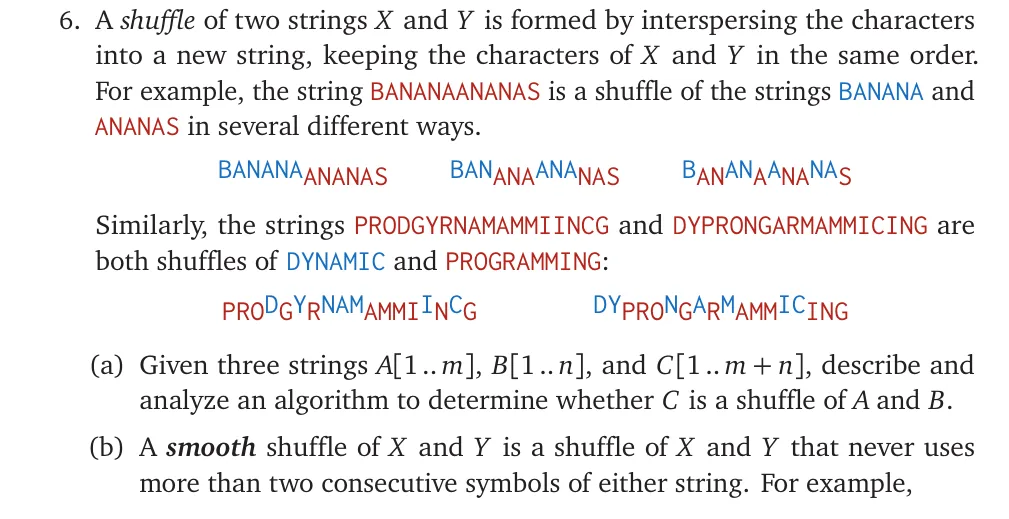 6. A shuffle of two strings X and Y is formed by interspersing the characters
into a new string, keeping the characters of X and Y in the same order.
For example, the string BANANAANANAS is a shuffle of the strings BANANA and
ANANAS in several different ways.
BANANAANANAS BANANAANANAS BANANAANANAS
Similarly, the strings PRODGYRNAMAMMIINCG and DYPRONGARMAMMICING are
both shuffles of DYNAMIC and PROGRAMMING:
PRODGYRNAMAMMIINCG DYPRONGARMAMMICING
(a) Given three strings A[1..m], B[1..n], and C[1..m+n], describe and
analyze an algorithm to determine whether C is a shuffle of A and B.
(b) A smooth shuffle of X and Y is a shuffle of X and Y that never uses
more than two consecutive symbols of either string. For example,